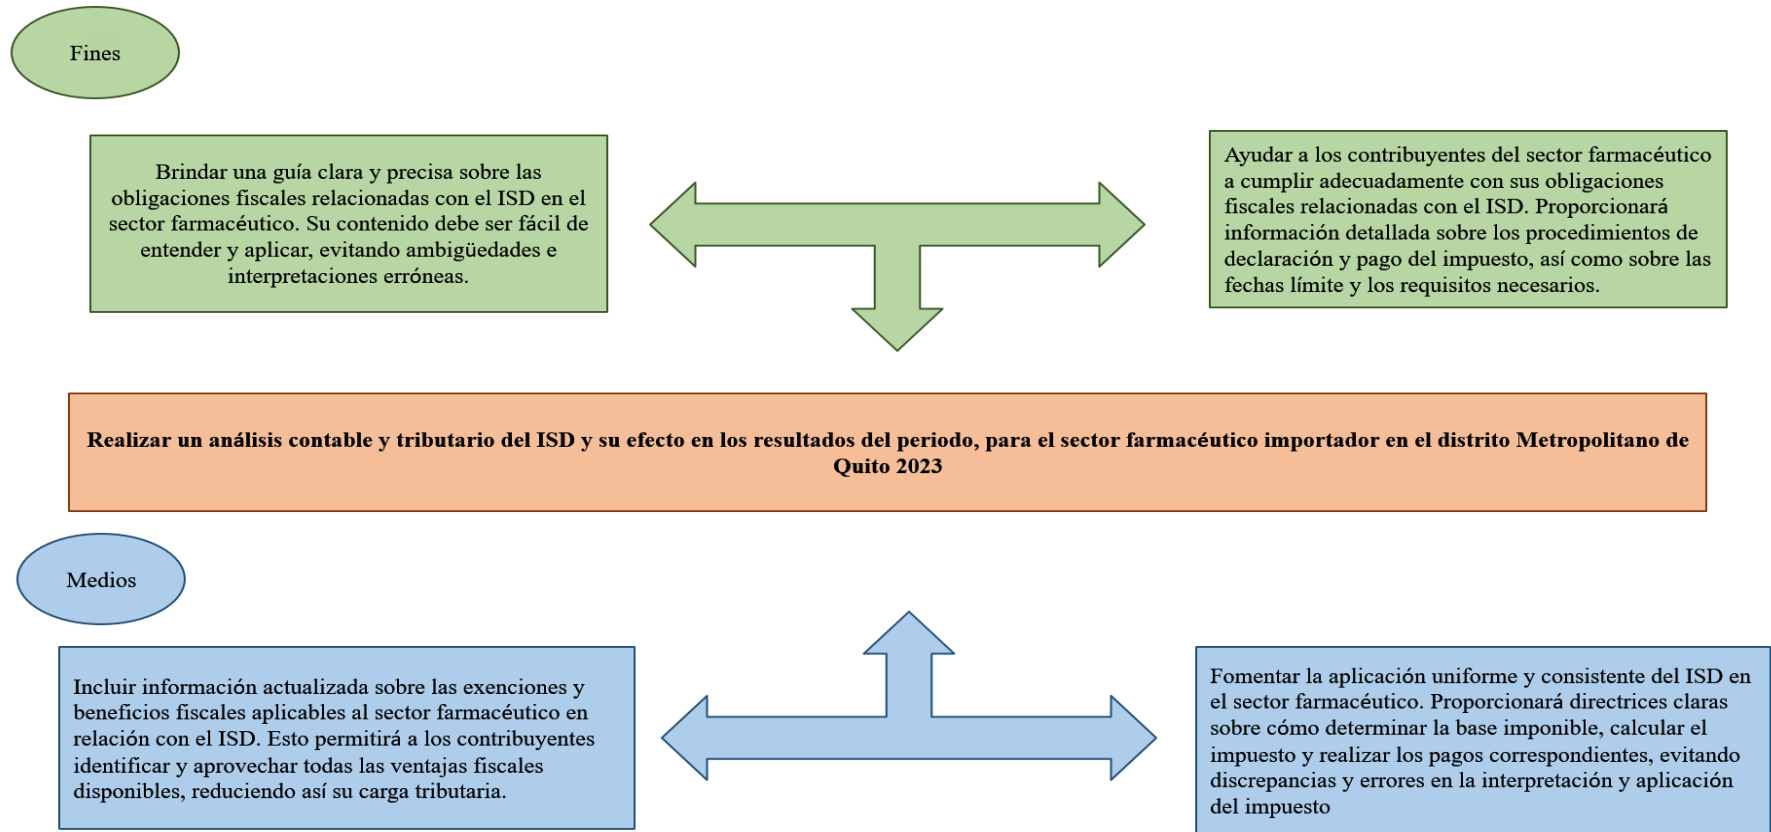 Fines
Brindar una guía clara y precisa sobre las
obligaciones fiscales relacionadas con el ISD en el
sector farmacéutico. Su contenido debe ser fácil de
entender y aplicar, evitando ambigüedades e
interpretaciones erróneas.
Ayudar a los contribuyentes del sector farmacéutico
a cumplir adecuadamente con sus obligaciones
fiscales relacionadas con el ISD. Proporcionará
información detallada sobre los procedimientos de
declaración y pago del impuesto, así como sobre las
fechas límite y los requisitos necesarios.
Realizar un análisis contable y tributario del ISD y su efecto en los resultados del periodo, para el sector farmacéutico importador en el distrito Metropolitano de
Quito 2023
Medios
Incluir información actualizada sobre las exenciones y
beneficios fiscales aplicables al sector farmacéutico en
relación con el ISD. Esto permitirá a los contribuyentes
identificar y aprovechar todas las ventajas fiscales
disponibles, reduciendo así su carga tributaria.
Fomentar la aplicación uniforme y consistente del ISD en
el sector farmacéutico. Proporcionará directrices claras
sobre cómo determinar la base imponible, calcular el
impuesto y realizar los pagos correspondientes, evitando
discrepancias y errores en la interpretación y aplicación
del impuesto